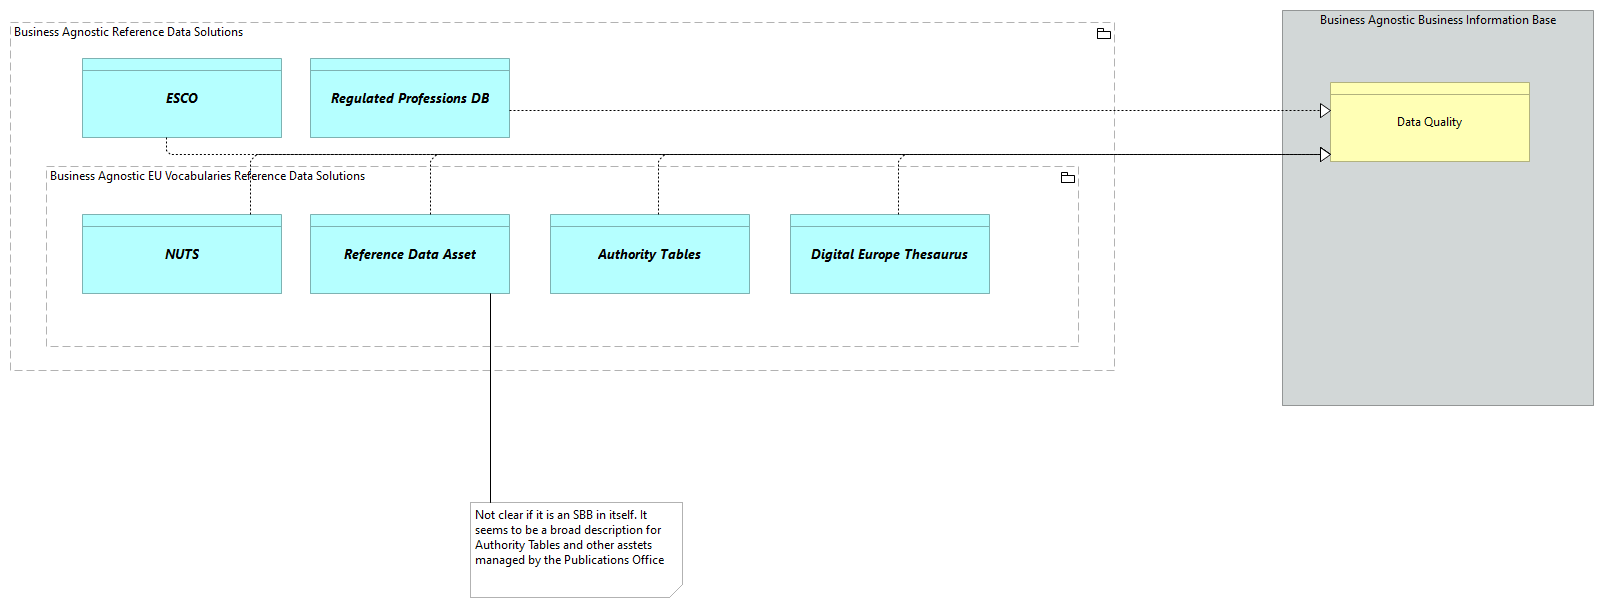 Business Agnostic Reference Data Solutions
Business Agnostic Business Information Base
ESCO
Regulated Professions DB
Data Quality
Business Agnostic EU Vocabularies Reference Data Solutions
NUTS
Reference Data Asset
Authority Tables
Digital Europe Thesaurus
Not clear if it is an SBB in itself. It
seems to be a broad description for
Authority Tables and other asstets
managed by the Publications Office